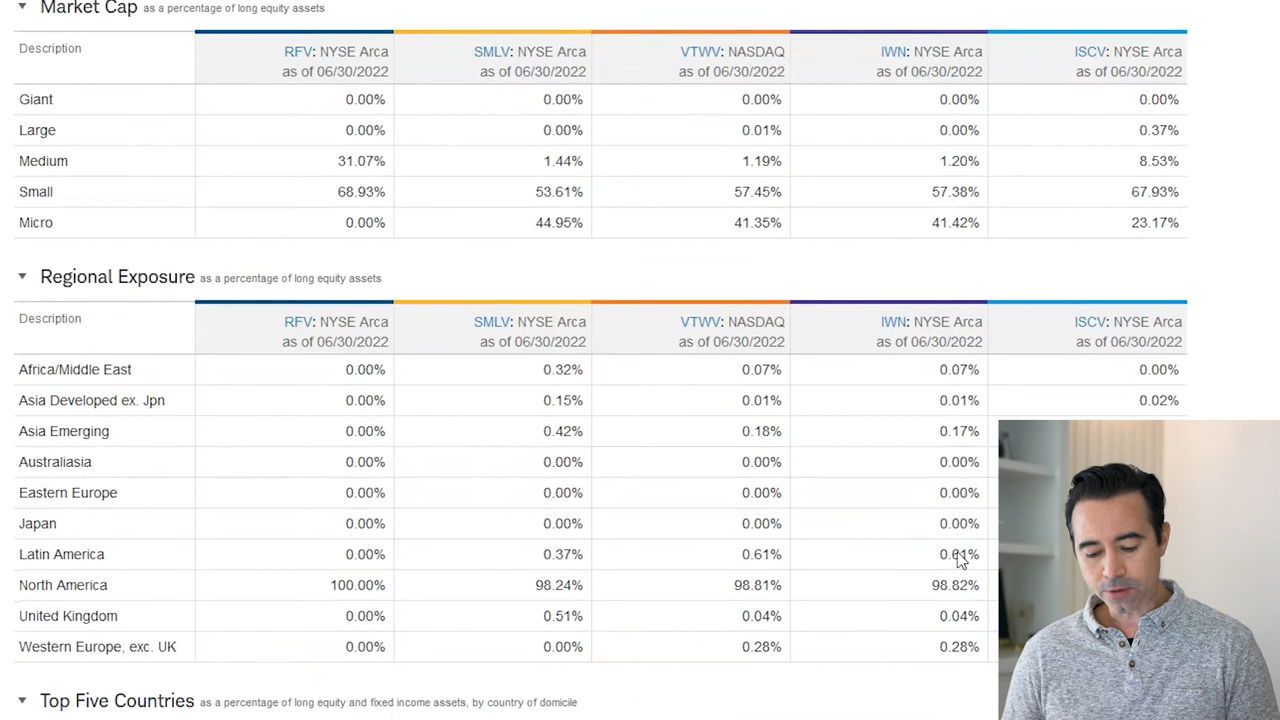 Market Cap as a percentage of long equity assets
Description RFV: NYSE Arca SMLV: NYSE Arca VTWV: NASDAQ IWN: NYSE Arca ISCV: NYSE Arca
as of 06/30/2022 as of 06/30/2022 as of 06/30/2022 as of 06/30/2022 as of 06/30/2022
Giant 0.00% 0.00% 0.00% 0.00% 0.00%
Large 0.00% 0.00% 0.01% 0.00% 0.37%
Medium 31.07% 1.44% 1.19% 1.20% 8.53%
Small 68.93% 53.61% 57.45% 57.38% 67.93%
Micro 0.00% 44.95% 41.35% 41.42% 23.17%
Regional Exposure as a percentage of long equity assets
Description RFV: NYSE Arca SMLV: NYSE Arca VTWV: NASDAQ IWN: NYSE Arca ISCV: NYSE Arca
as of 06/30/2022 as of 06/30/2022 as of 06/30/2022 as of 06/30/2022 as of 06/30/2022
Africa/Middle East 0.00% 0.32% 0.07% 0.07% 0.00%
Asia Developed ex. Jpn 0.00% 0.15% 0.01% 0.01% 0.02%
Asia Emerging 0.00% 0.42% 0.18% 0.17%
Australiasia 0.00% 0.00% 0.00% 0.00%
Eastern Europe 0.00% 0.00% 0.00% 0.00%
Japan 0.00% 0.00% 0.00% 0.00%
Latin America 0.00% 0.37% 0.61% 0.61%
North America 100.00% 98.24% 98.81% 98.82%
United Kingdom 0.00% 0.51% 0.04% 0.04%
Western Europe, exc. UK 0.00% 0.00% 0.28% 0.28%
Top Five Countries as a percentage of long equity and fixed income assets, by country of domicile